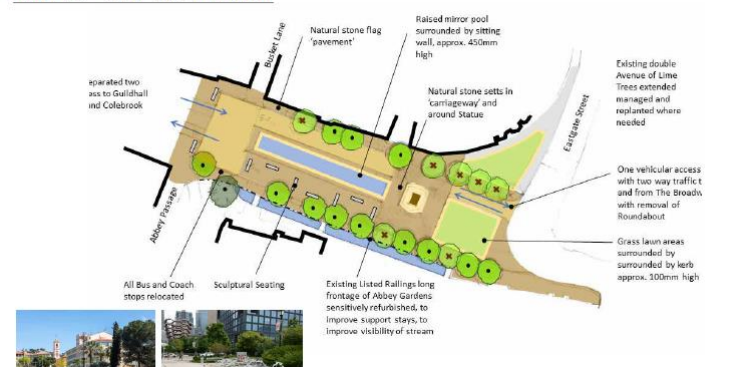 Natural stone flag
'pavement'
Busket Lane
Raised mirror pool
surrounded by sitting
wall, approx. 450mm
high
Natural stone setts in
'carriageway' and
around Statue
Existing double
Avenue of Lime
Trees extended
managed and
replanted where
needed
Eastgate Street
eparated two
ass to Guildhall
and Colebrook
One vehicular access
with two way traffic t
and from The Broadw
with removal of
Roundabout
Grass lawn areas
surrounded by
surrounded by kerb
approx. 100mm high
Abbey Passage
All Bus and Coach
stops relocated
Sculptural Seating
Existing Listed Railings long
frontage of Abbey Gardens
sensitively refurbished, to
improve support stays, to
improve visibility of stream